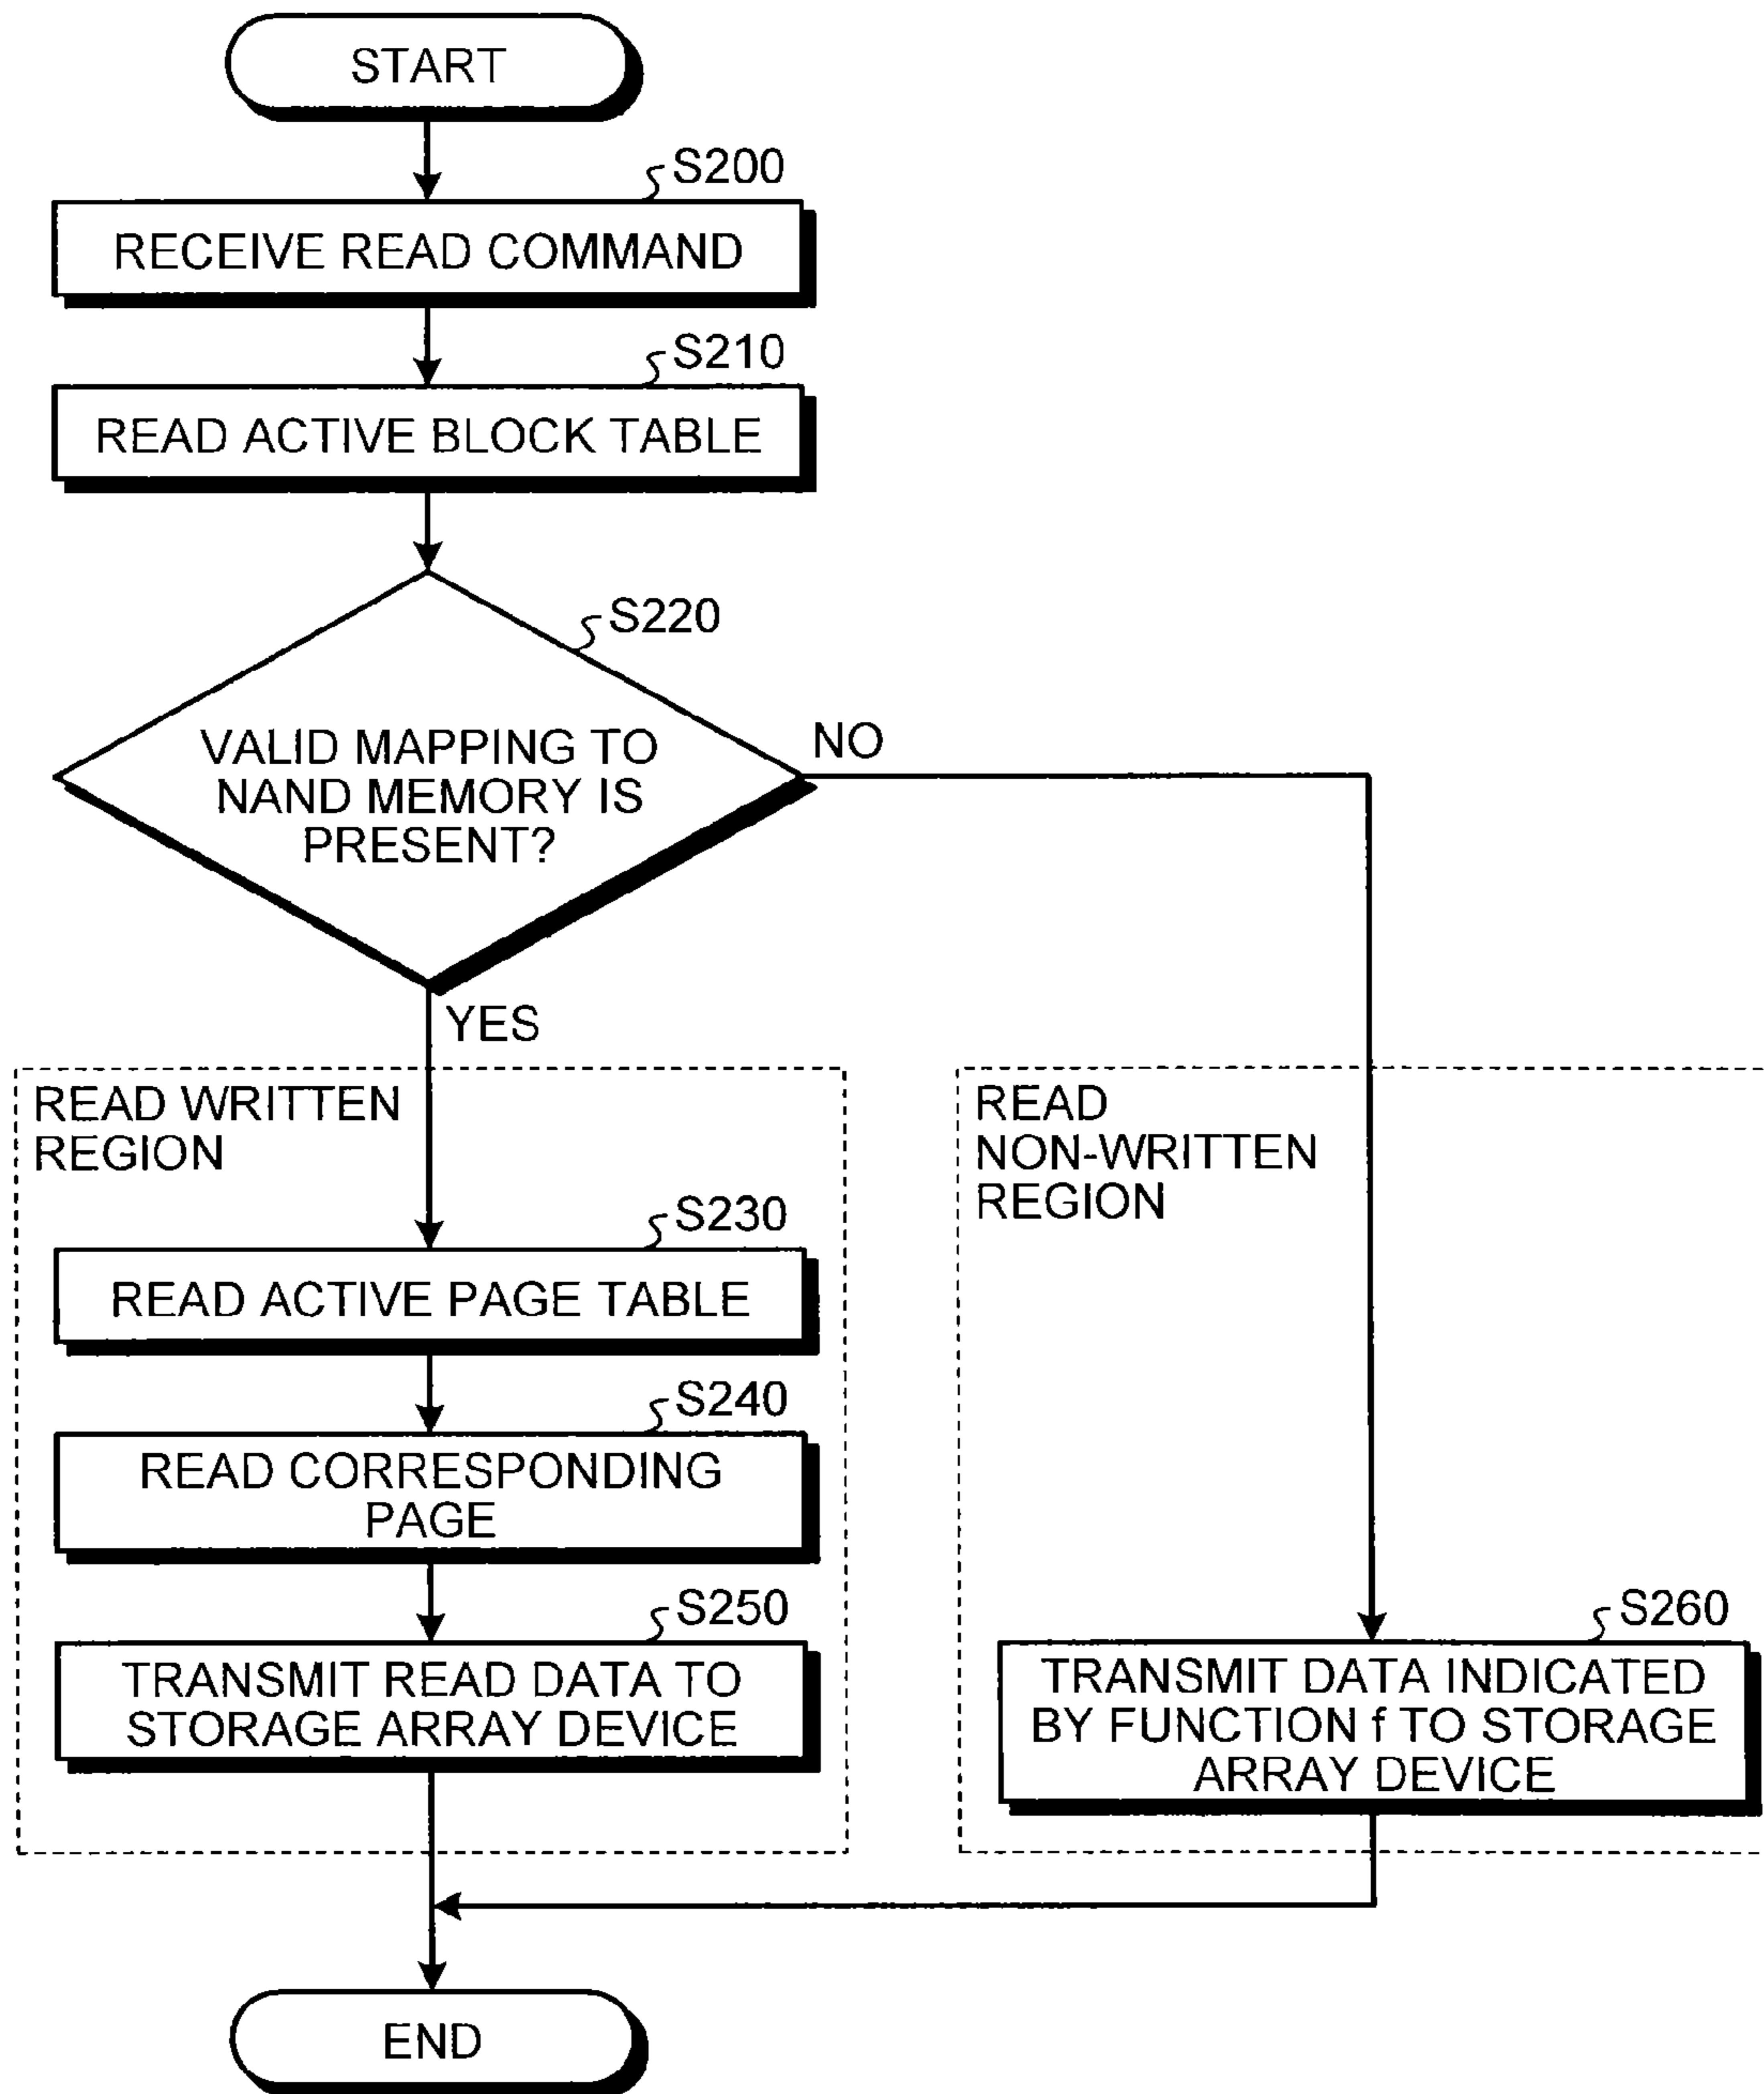 START
S200
RECEIVE READ COMMAND
S210
READ ACTIVE BLOCK TABLE
S220
VALID MAPPING TO
NAND MEMORY IS
PRESENT?
NO
YES
READ WRITTEN
REGION
S230
READ ACTIVE PAGE TABLE
S240
READ CORRESPONDING
PAGE
S250
TRANSMIT READ DATA TO
STORAGE ARRAY DEVICE
READ
NON-WRITTEN
REGION
S260
TRANSMIT DATA INDICATED
BY FUNCTION f TO STORAGE
ARRAY DEVICE
END